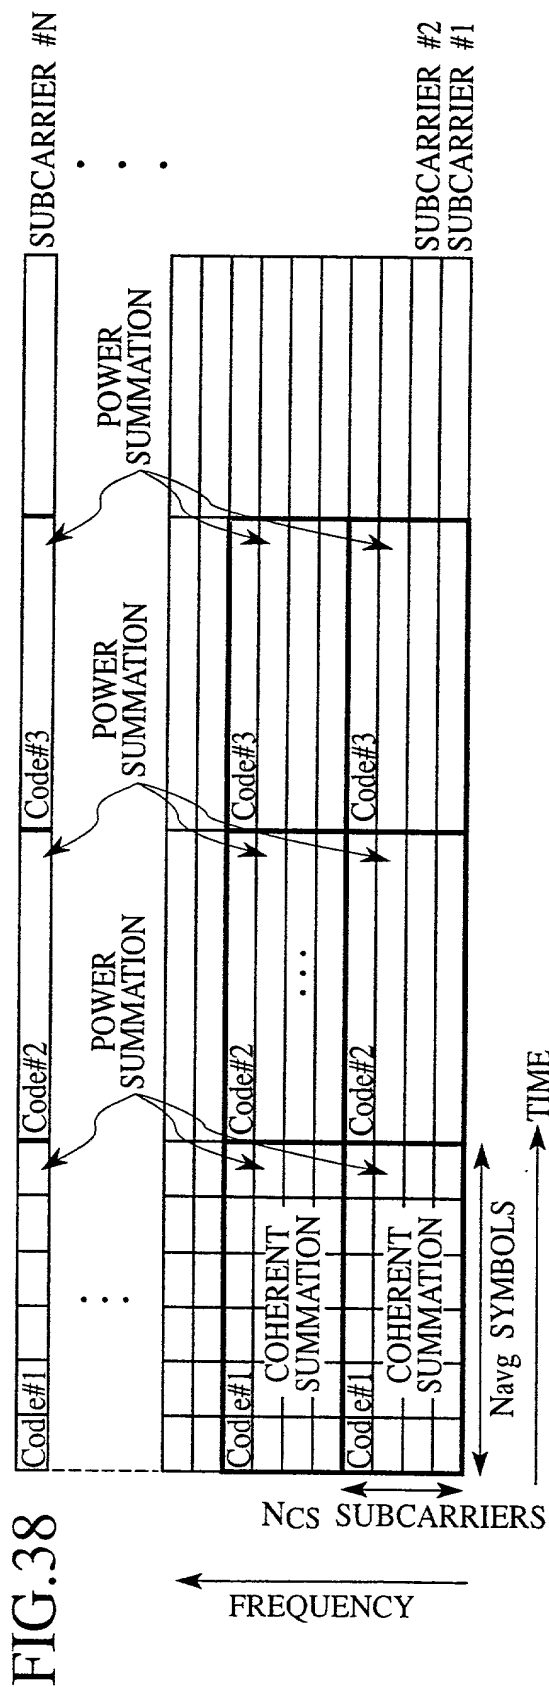 FIG.38
SUBCARRIER #N
Code#1
Code#2
Code#3
. . .
POWER
SUMMATION
POWER
SUMMATION
POWER
SUMMATION
. . .
Code#1
Code#2
Code#3
COHERENT
SUMMATION
. . .
Code#1
Code#2
Code#3
COHERENT
SUMMATION
SUBCARRIER #2
SUBCARRIER #1
FREQUENCY
NCS SUBCARRIERS
Navg SYMBOLS
TIME